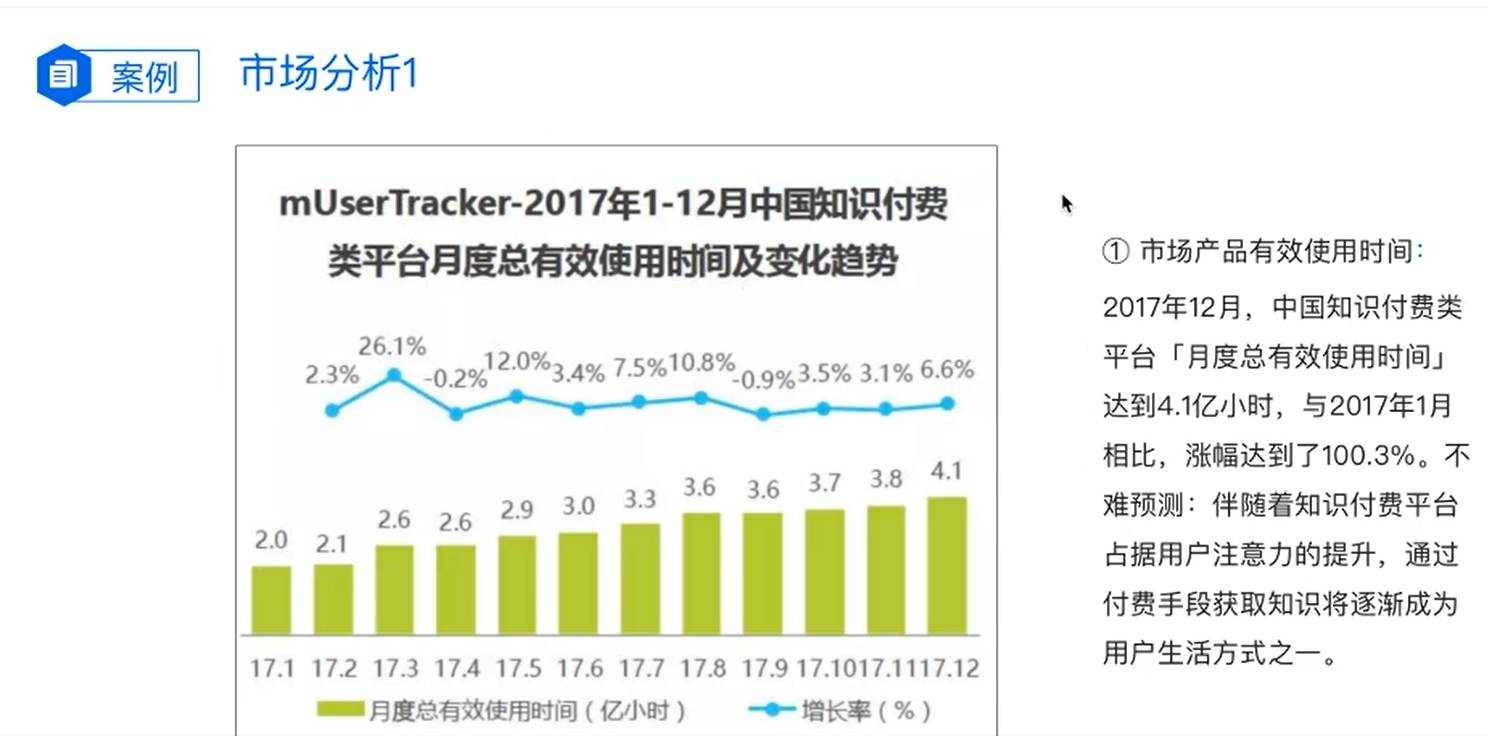 案例
市场分析1
mUserTracker-2017年1-12月中国知识付费
类平台月度总有效使用时间及变化趋势
2.3% 26.1% -0.2% 12.0% 3.4% 7.5% 10.8% -0.9% 3.5% 3.1% 6.6%
2.0 2.1 2.6 2.6 2.9 3.0 3.3 3.6 3.6 3.7 3.8 4.1
17.1 17.2 17.3 17.4 17.5 17.6 17.7 17.8 17.9 17.10 17.11 17.12
月度总有效使用时间(亿小时) 增长率(%)
① 市场产品有效使用时间:
2017年12月,中国知识付费类
平台「月度总有效使用时间」
达到4.1亿小时,与2017年1月
相比,涨幅达到了100.3%。不
难预测:伴随着知识付费平台
占据用户注意力的提升,通过
付费手段获取知识将逐渐成为
用户生活方式之一。